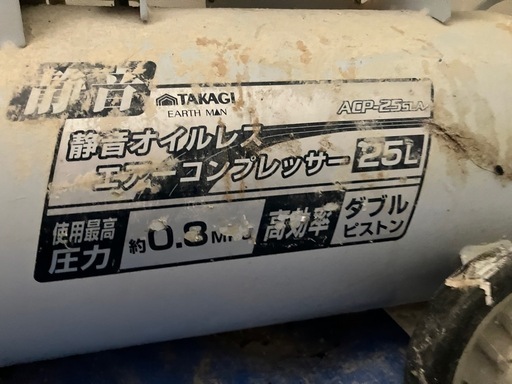 静音
TAKAGI
EARTH MAN
ACP-25SLA
静音オイルレス
エアーコンプレッサー 25L
使用最高
圧力
約0.8MPa
高効率
ダブル
ピストン